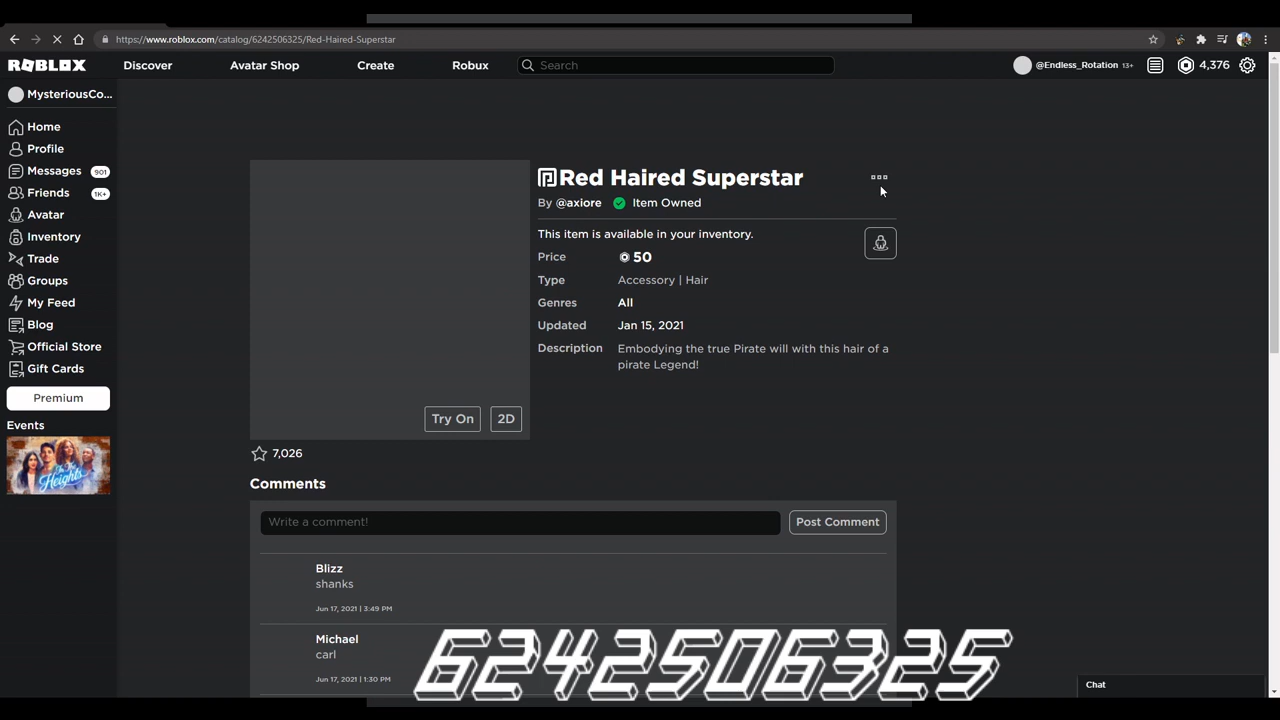 https://www.roblox.com/catalog/6242506325/Red-Haired-Superstar
ROBLOX
Discover
Avatar Shop
Create
Robux
Search
@Endless_Rotation 13+
4,376
MysteriousCo...
Home
Profile
Messages 901
Friends 1K+
Avatar
Inventory
Trade
Groups
My Feed
Blog
Official Store
Gift Cards
Premium
Events
In The Heights
Red Haired Superstar
By @axiore Item Owned
This item is available in your inventory.
Price 50
Type Accessory | Hair
Genres All
Updated Jan 15, 2021
Description Embodying the true Pirate will with this hair of a
pirate Legend!
Try On
2D
7,026
Comments
Write a comment!
Post Comment
Blizz
shanks
Jun 17, 2021 | 3:49 PM
Michael
carl
Jun 17, 2021 | 1:30 PM
6242506325
Chat